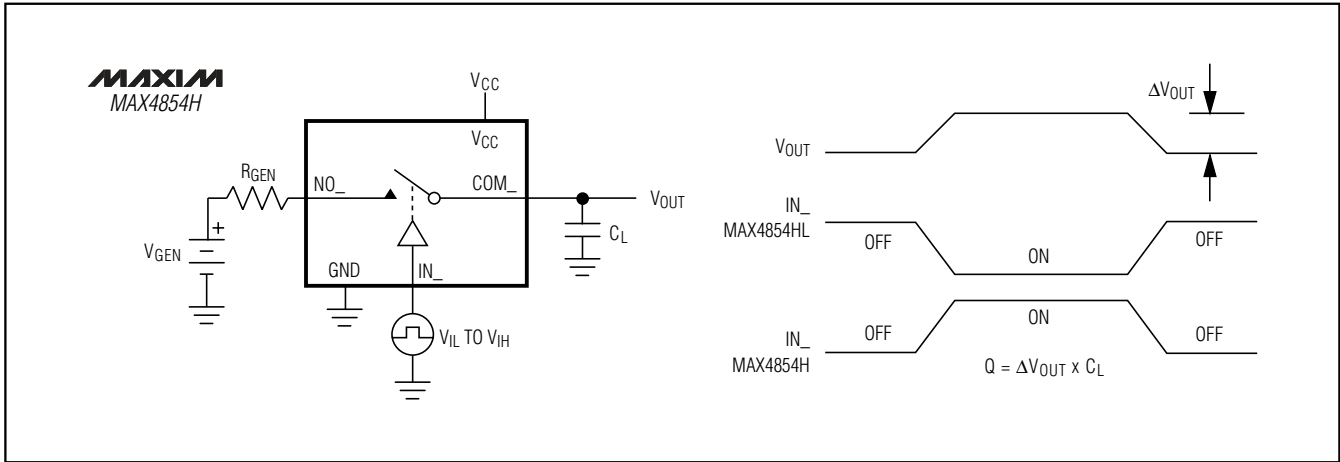 MAXIM
MAX4854H
VCC
VCC
RGEN
NO_
COM_
VOUT
CL
VGEN
+
GND
IN_
VIL TO VIH
ΔVOUT
VOUT
IN_
MAX4854HL
OFF
ON
OFF
IN_
MAX4854H
OFF
ON
OFF
Q = ΔVOUT x CL